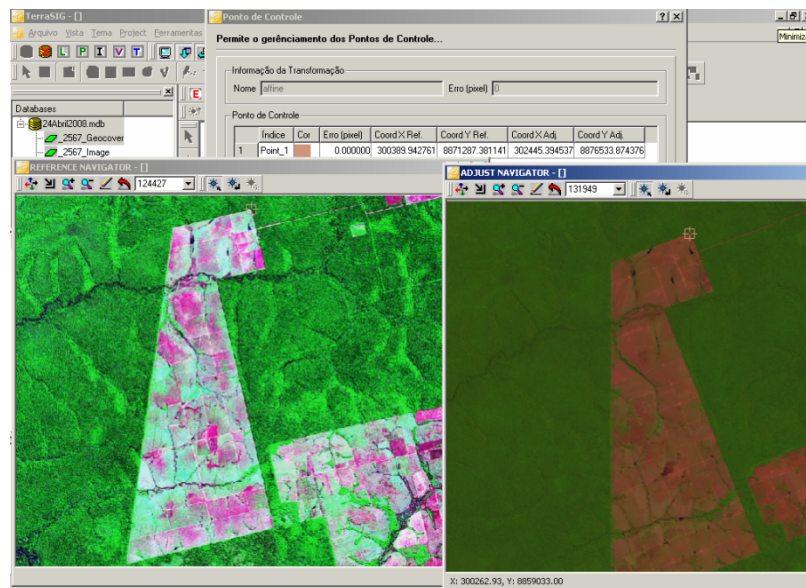 TerraSIG - []
Arquivo Vista Tema Projeto Ferramentas
L P I V T
Databases
24Abril2008.mdb
_2567_Geocover
_2567_Image
Ponto de Controle
Permite o gerênciamento dos Pontos de Controle...
Informação da Transformação
Nome affine Erro (pixel) 0
Ponto de Controle
Índice Cor Erro (pixel) Coord X Ref. Coord Y Ref. Coord X Adj. Coord Y Adj.
1 Point_1 0.000000 300389.942761 8871287.381141 302445.394537 8876533.874376
Minimiz
REFERENCE NAVIGATOR - []
124427
ADJUST NAVIGATOR - []
131949
X: 300262.93, Y: 8859033.00